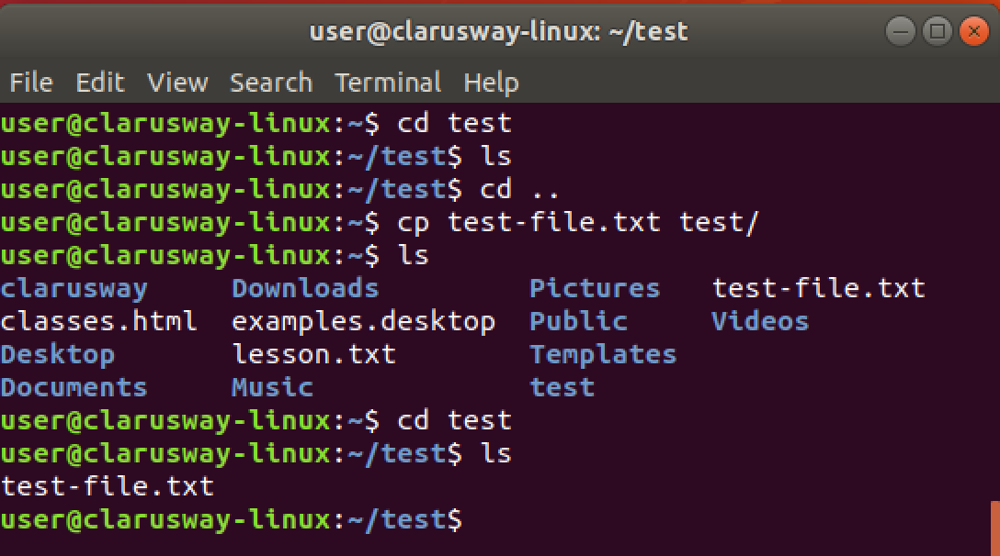 user@clarusway-linux: ~/test
File Edit View Search Terminal Help
user@clarusway-linux:~$ cd test
user@clarusway-linux:~/test$ ls
user@clarusway-linux:~/test$ cd ..
user@clarusway-linux:~$ cp test-file.txt test/
user@clarusway-linux:~$ ls
clarusway Downloads Pictures test-file.txt
classes.html examples.desktop Public Videos
Desktop lesson.txt Templates
Documents Music test
user@clarusway-linux:~$ cd test
user@clarusway-linux:~/test$ ls
test-file.txt
user@clarusway-linux:~/test$